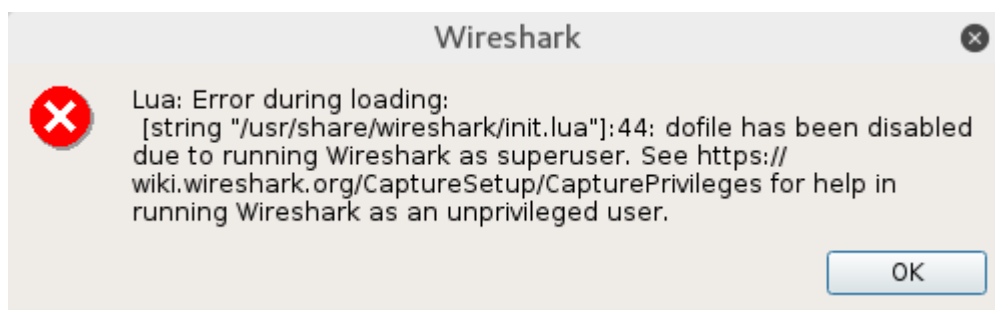 Wireshark
Lua: Error during loading:
[string "/usr/share/wireshark/init.lua"]:44: dofile has been disabled
due to running Wireshark as superuser. See https://
wiki.wireshark.org/CaptureSetup/CapturePrivileges for help in
running Wireshark as an unprivileged user.
OK